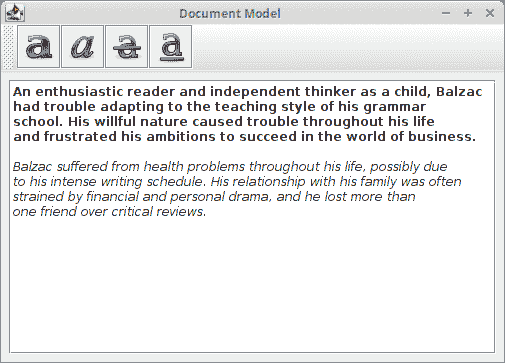 Document Model
a a a a
An enthusiastic reader and independent thinker as a child, Balzac
had trouble adapting to the teaching style of his grammar
school. His willful nature caused trouble throughout his life
and frustrated his ambitions to succeed in the world of business.
Balzac suffered from health problems throughout his life, possibly due
to his intense writing schedule. His relationship with his family was often
strained by financial and personal drama, and he lost more than
one friend over critical reviews.